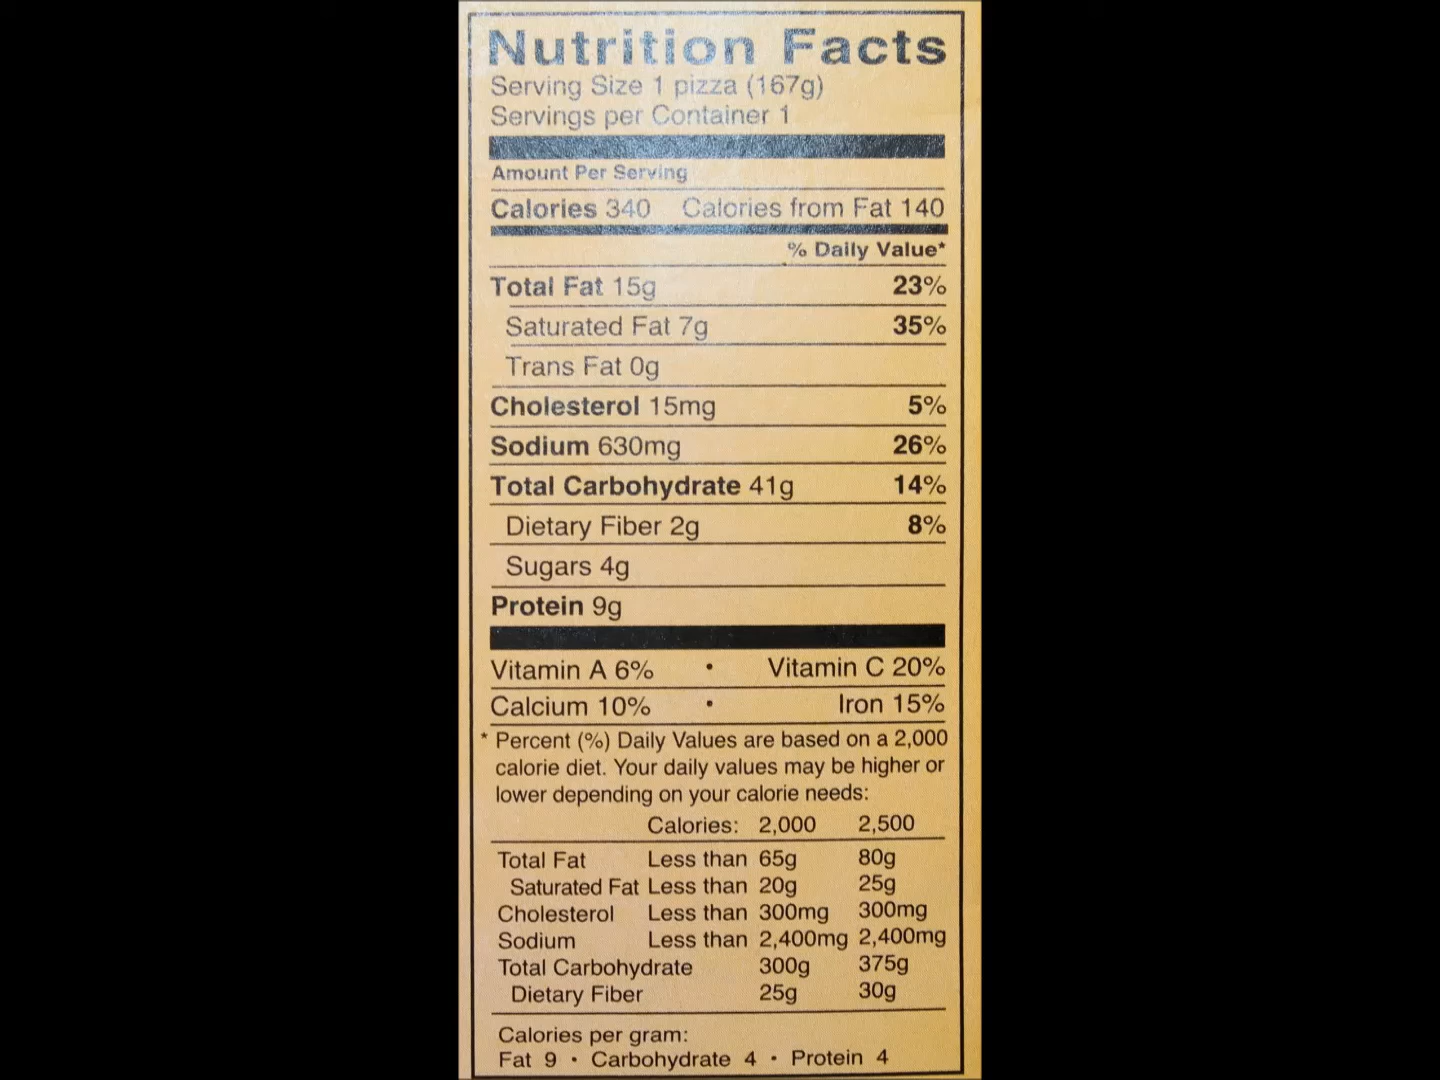 Nutrition Facts
Serving Size 1 pizza (167g)
Servings per Container 1
Amount Per Serving
Calories 340 Calories from Fat 140
% Daily Value*
Total Fat 15g 23%
Saturated Fat 7g 35%
Trans Fat 0g
Cholesterol 15mg 5%
Sodium 630mg 26%
Total Carbohydrate 41g 14%
Dietary Fiber 2g 8%
Sugars 4g
Protein 9g
Vitamin A 6% • Vitamin C 20%
Calcium 10% • Iron 15%
* Percent (%) Daily Values are based on a 2,000
calorie diet. Your daily values may be higher or
lower depending on your calorie needs:
Calories: 2,000 2,500
Total Fat Less than 65g 80g
Saturated Fat Less than 20g 25g
Cholesterol Less than 300mg 300mg
Sodium Less than 2,400mg 2,400mg
Total Carbohydrate 300g 375g
Dietary Fiber 25g 30g
Calories per gram:
Fat 9 • Carbohydrate 4 • Protein 4